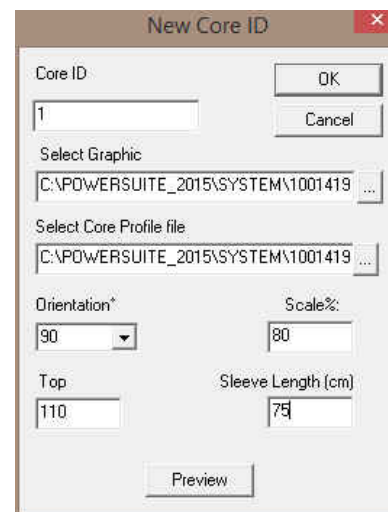 New Core ID
Core ID
OK
1
Cancel
Select Graphic
C:\POWERSUITE_2015\SYSTEM\1001419
...
Select Core Profile file
C:\POWERSUITE_2015\SYSTEM\1001419
...
Orientation*
Scale%:
90
80
Top
Sleeve Length (cm)
110
75
Preview